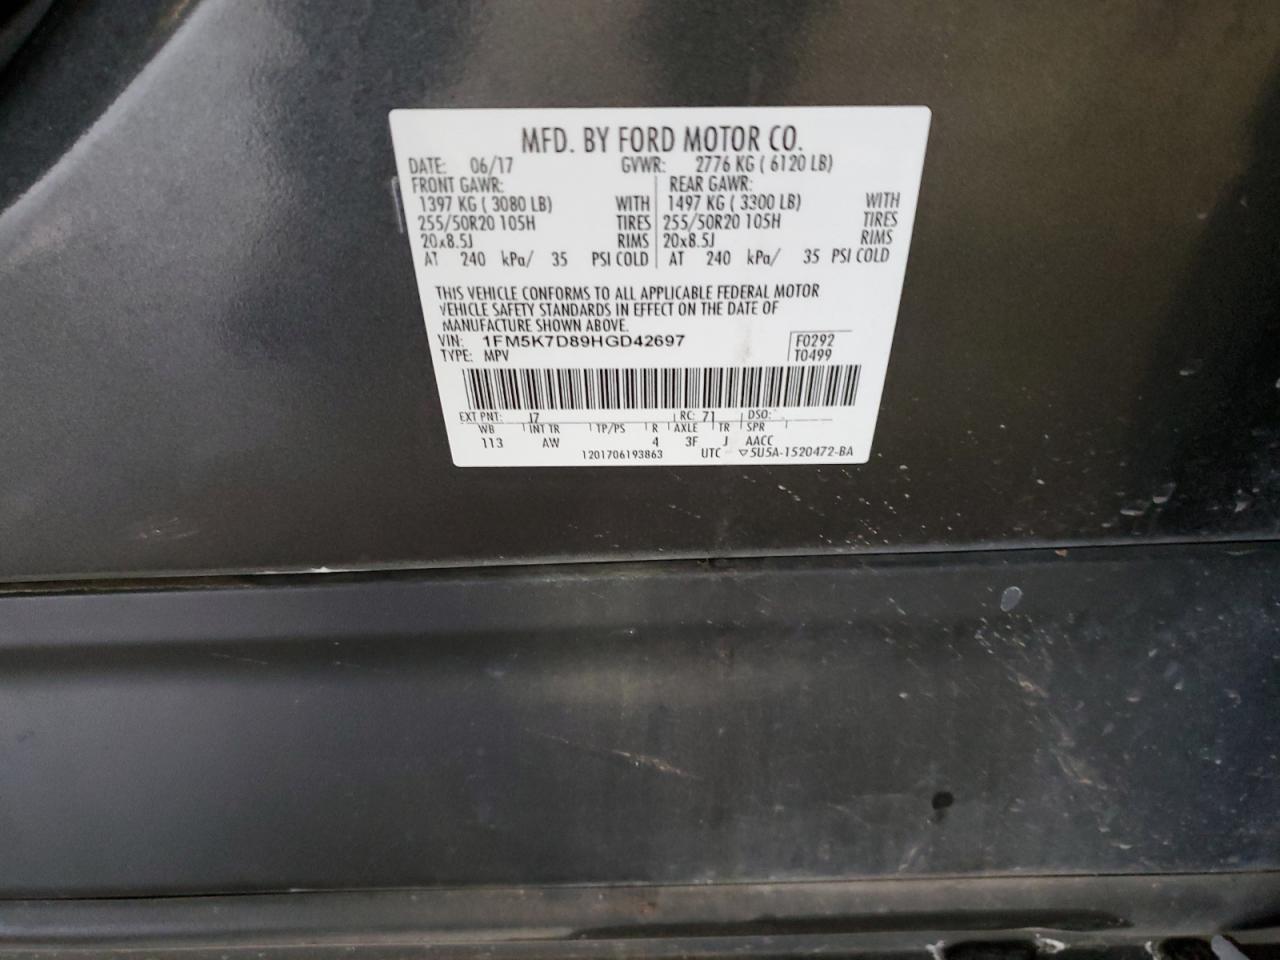 MFD. BY FORD MOTOR CO.
DATE: 06/17 GVWR: 2776 KG ( 6120 LB)
FRONT GAWR: REAR GAWR:
1397 KG ( 3080 LB) WITH 1497 KG ( 3300 LB) WITH
255/50R20 105H TIRES 255/50R20 105H TIRES
20x8.5J RIMS 20x8.5J RIMS
AT 240 kPa/ 35 PSI COLD AT 240 kPa/ 35 PSI COLD
THIS VEHICLE CONFORMS TO ALL APPLICABLE FEDERAL MOTOR
VEHICLE SAFETY STANDARDS IN EFFECT ON THE DATE OF
MANUFACTURE SHOWN ABOVE.
VIN: 1FM5K7D89HGD42697 F0292
TYPE: MPV T0499
EXT PNT: J7 RC: 71 DSO:
WB INT TR TP/PS R AXLE TR SPR
113 AW 4 3F J AACC
1201706193863 UTC ▽5U5A-1520472-BA